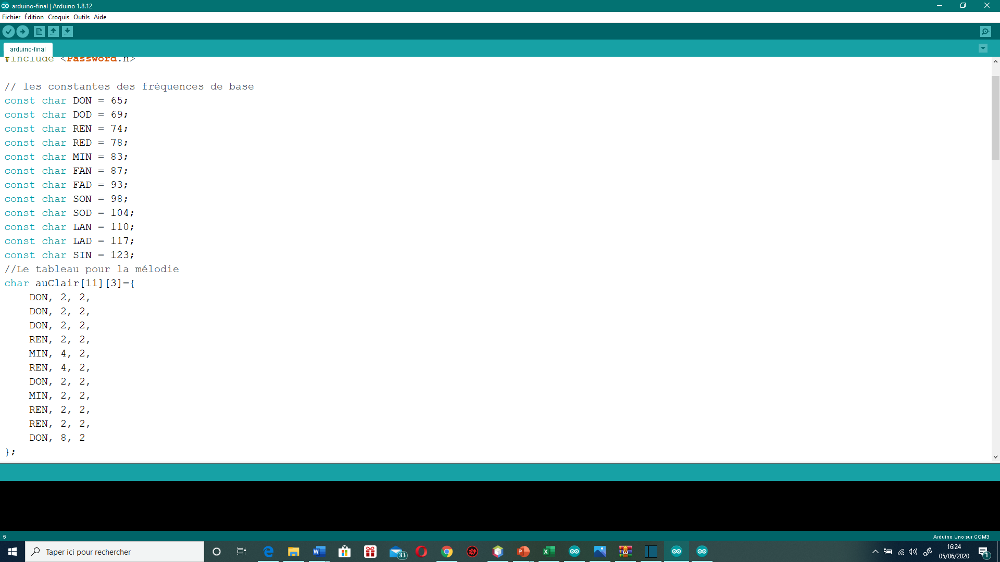 arduino-final | Arduino 1.8.12
Fichier Édition Croquis Outils Aide
arduino-final
#include <Password.h>
// les constantes des fréquences de base
const char DON = 65;
const char DOD = 69;
const char REN = 74;
const char RED = 78;
const char MIN = 83;
const char FAN = 87;
const char FAD = 93;
const char SON = 98;
const char SOD = 104;
const char LAN = 110;
const char LAD = 117;
const char SIN = 123;
//Le tableau pour la mélodie
char auClair[11][3]={
DON, 2, 2,
DON, 2, 2,
DON, 2, 2,
REN, 2, 2,
MIN, 4, 2,
REN, 4, 2,
DON, 2, 2,
MIN, 2, 2,
REN, 2, 2,
REN, 2, 2,
DON, 8, 2
};
5
Arduino Uno sur COM3
Taper ici pour rechercher
33
16:24
05/06/2020
1